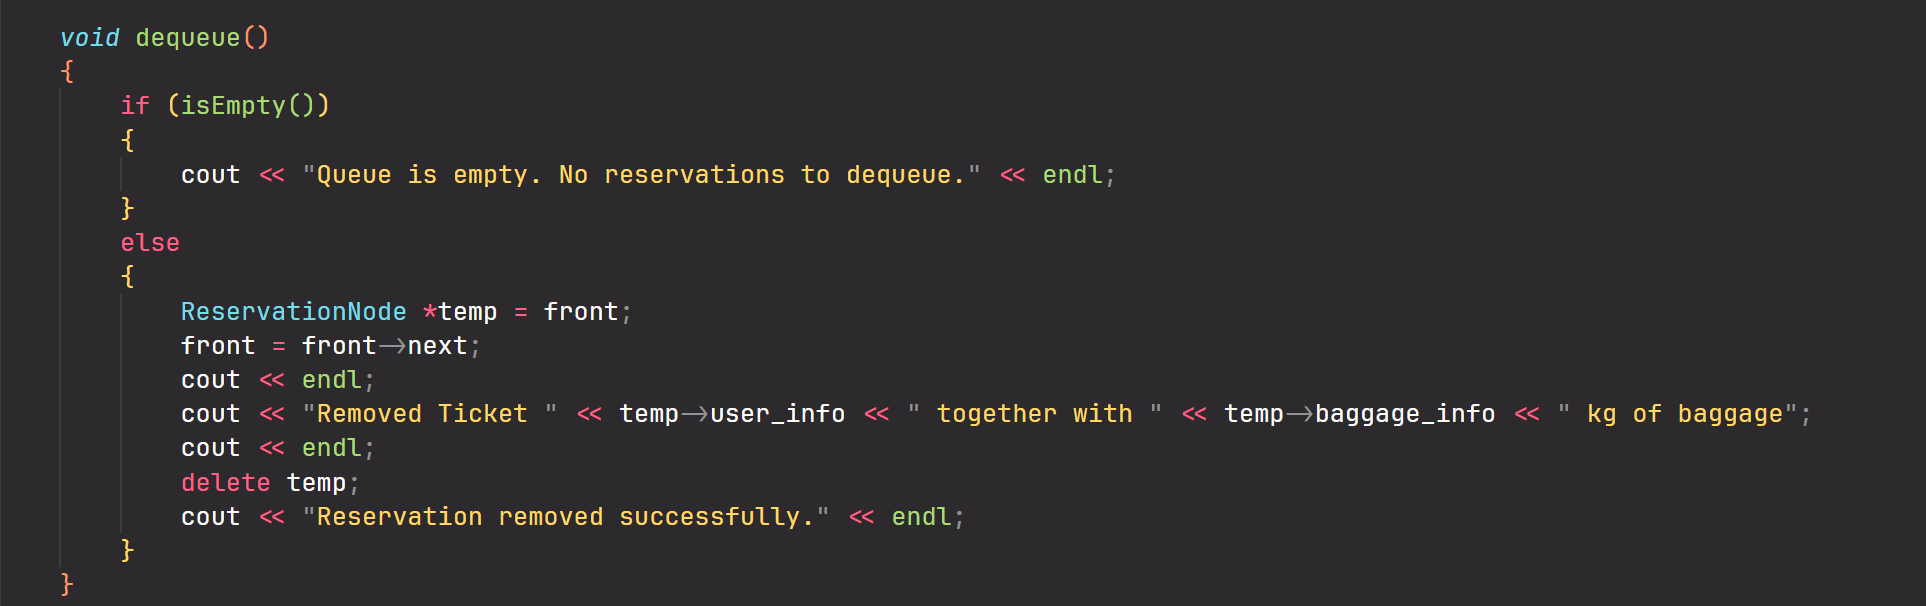 void dequeue()
{
    if (isEmpty())
    {
        cout << "Queue is empty. No reservations to dequeue." << endl;
    }
    else
    {
        ReservationNode *temp = front;
        front = front->next;
        cout << endl;
        cout << "Removed Ticket " << temp->user_info << " together with " << temp->baggage_info << " kg of baggage";
        cout << endl;
        delete temp;
        cout << "Reservation removed successfully." << endl;
    }
}